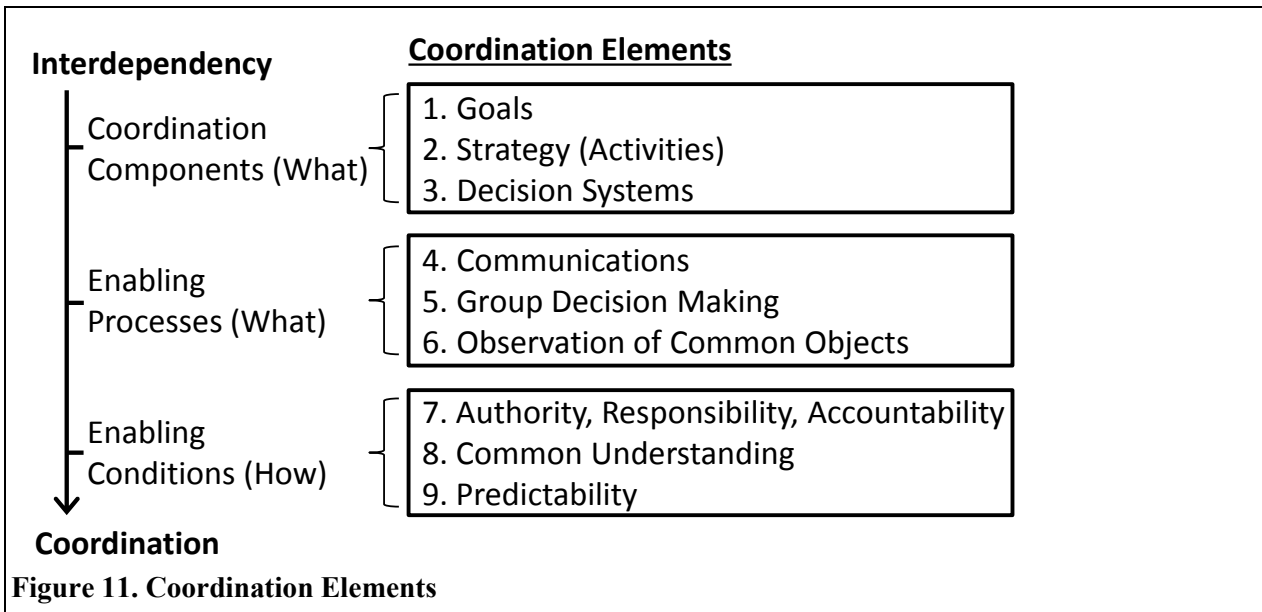 Coordination Elements
Interdependency
Coordination
Components (What)
1. Goals
2. Strategy (Activities)
3. Decision Systems
Enabling
Processes (What)
4. Communications
5. Group Decision Making
6. Observation of Common Objects
Enabling
Conditions (How)
7. Authority, Responsibility, Accountability
8. Common Understanding
9. Predictability
Coordination
Figure 11. Coordination Elements